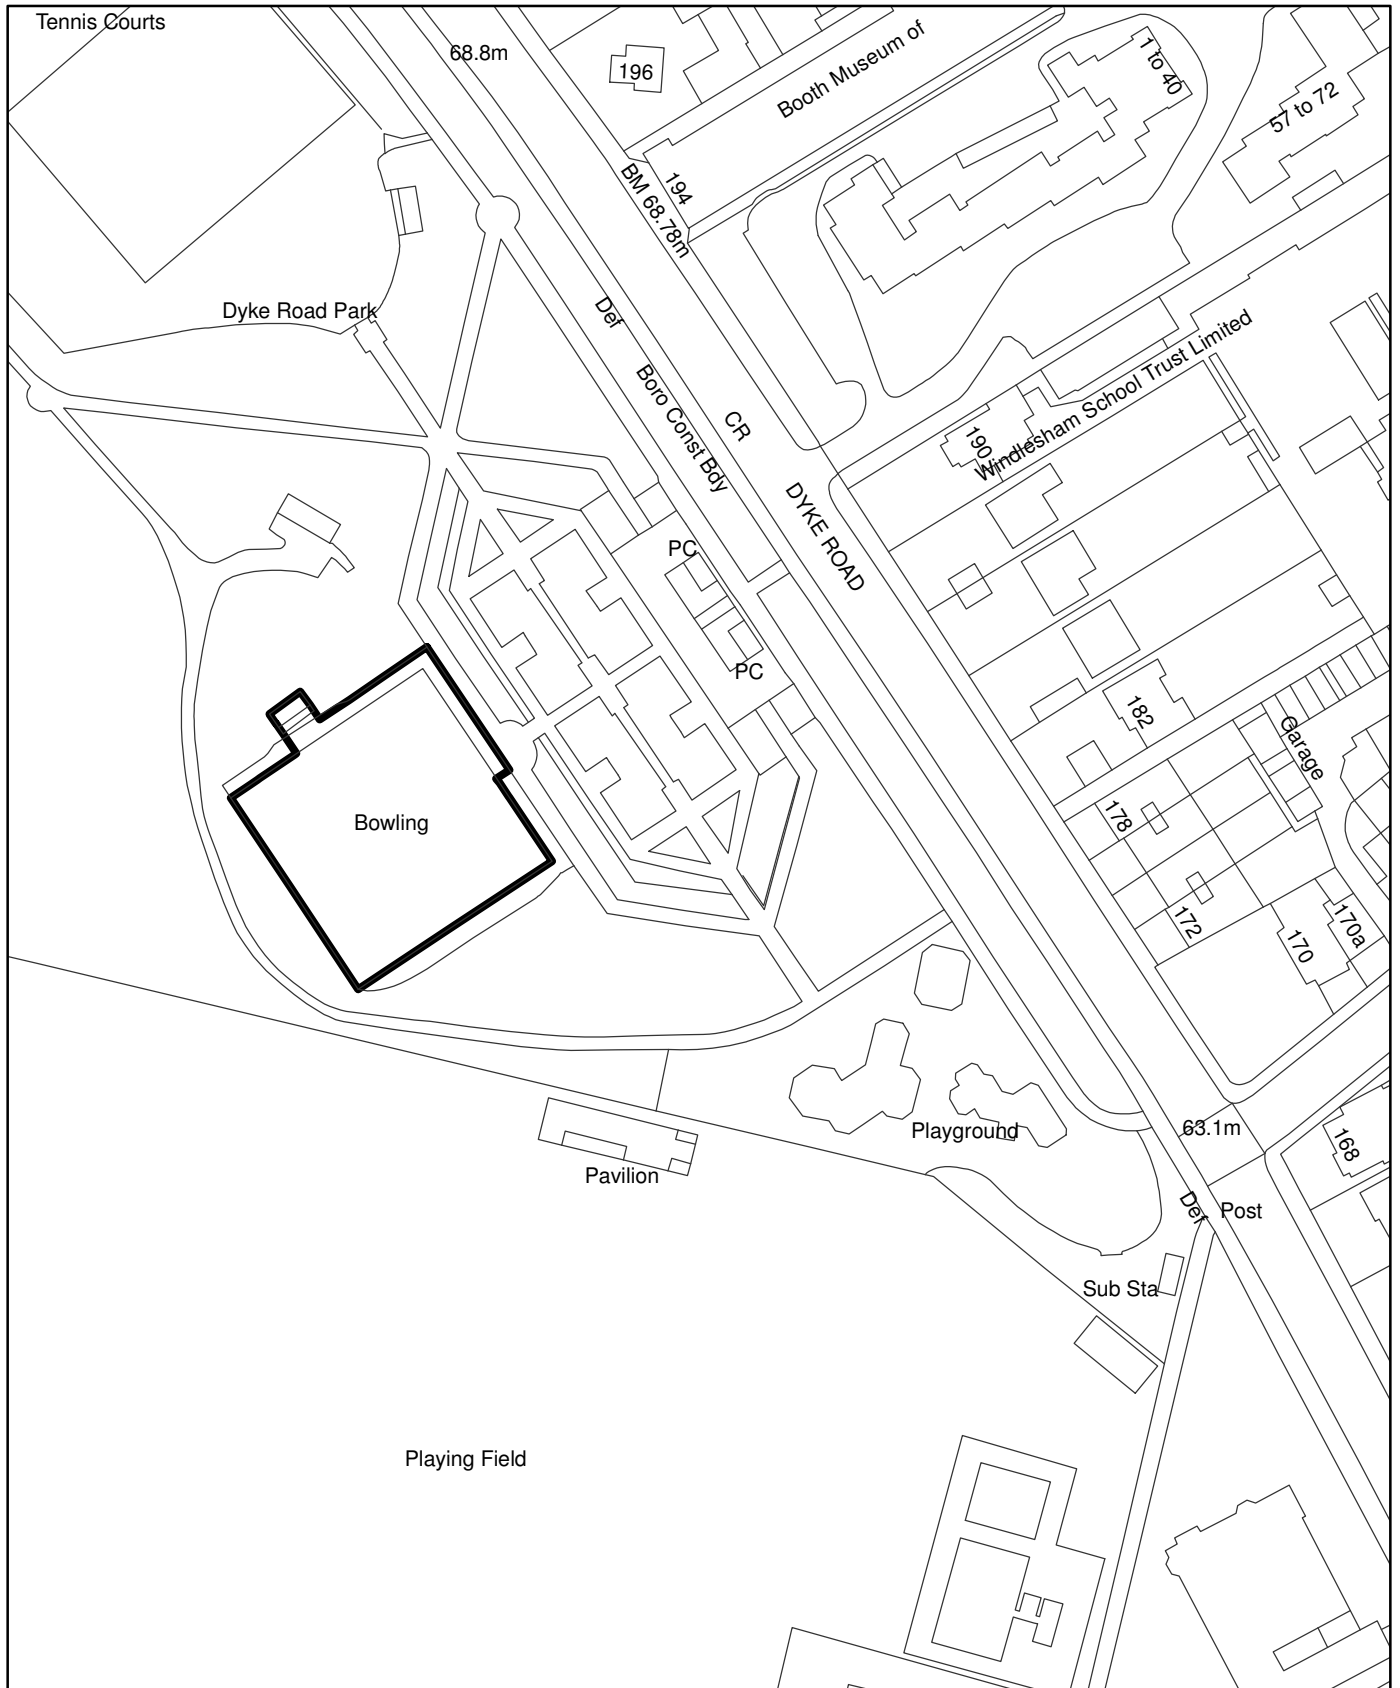 Tennis Courts
68.8m
196
Booth Museum of
1 to 40
57 to 72
194
BM 68.78m
Dyke Road Park
Def
Boro Const Bdy
CR
DYKE ROAD
190
Windlesham School Trust Limited
PC
PC
182
Garage
178
Bowling
172
170
170a
Playground
63.1m
168
Pavilion
Def
Post
Sub Sta
Playing Field